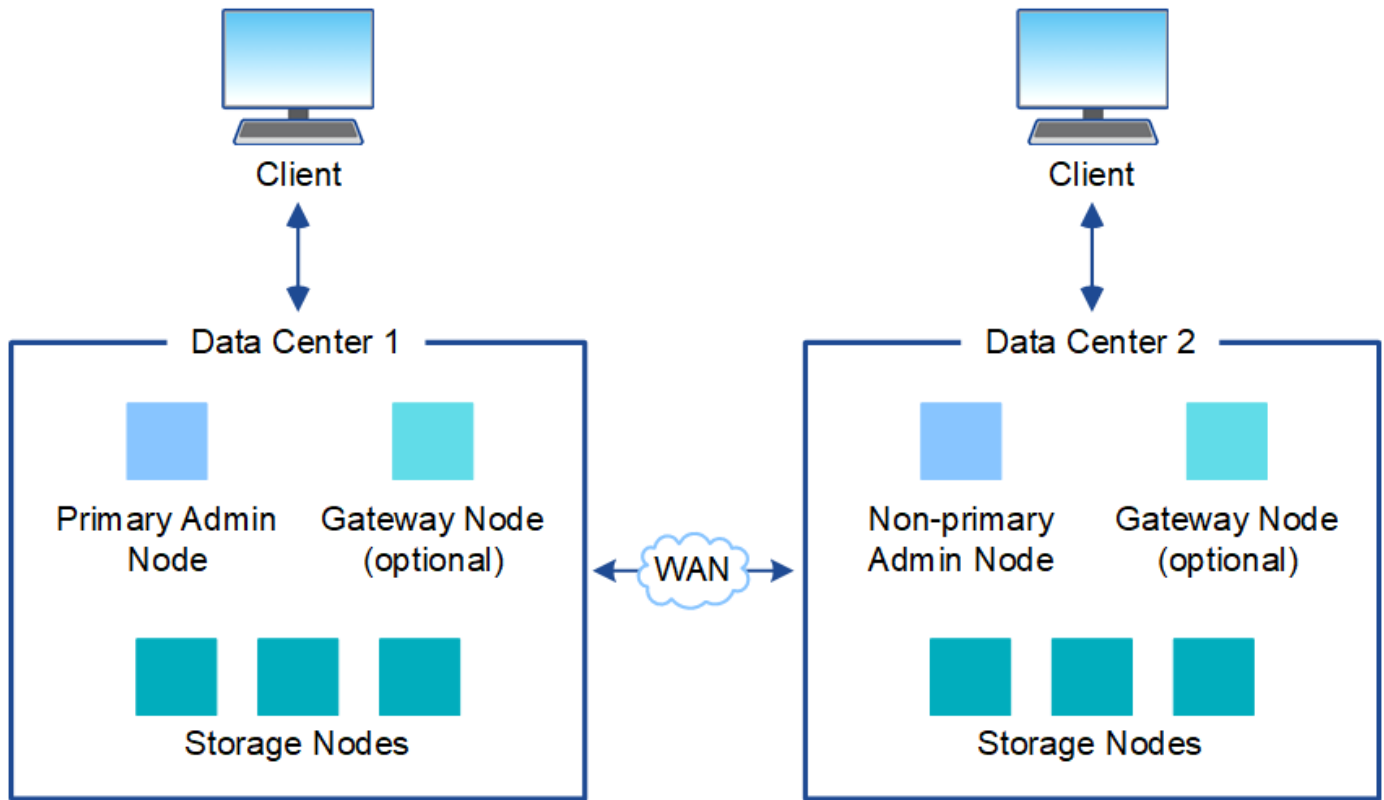 Client
Client
Data Center 1
Data Center 2
Primary Admin
Node
Gateway Node
(optional)
Non-primary
Admin Node
Gateway Node
(optional)
WAN
Storage Nodes
Storage Nodes